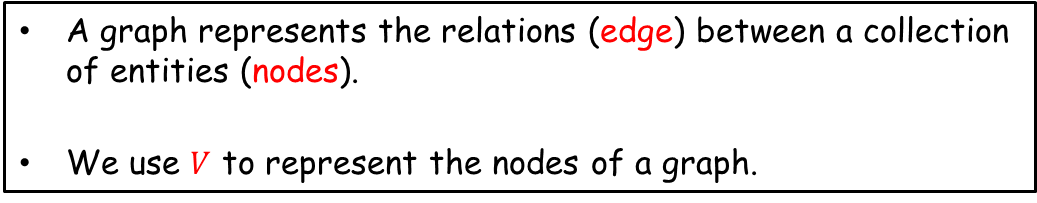 • A graph represents the relations (edge) between a collection
of entities (nodes).
• We use V to represent the nodes of a graph.